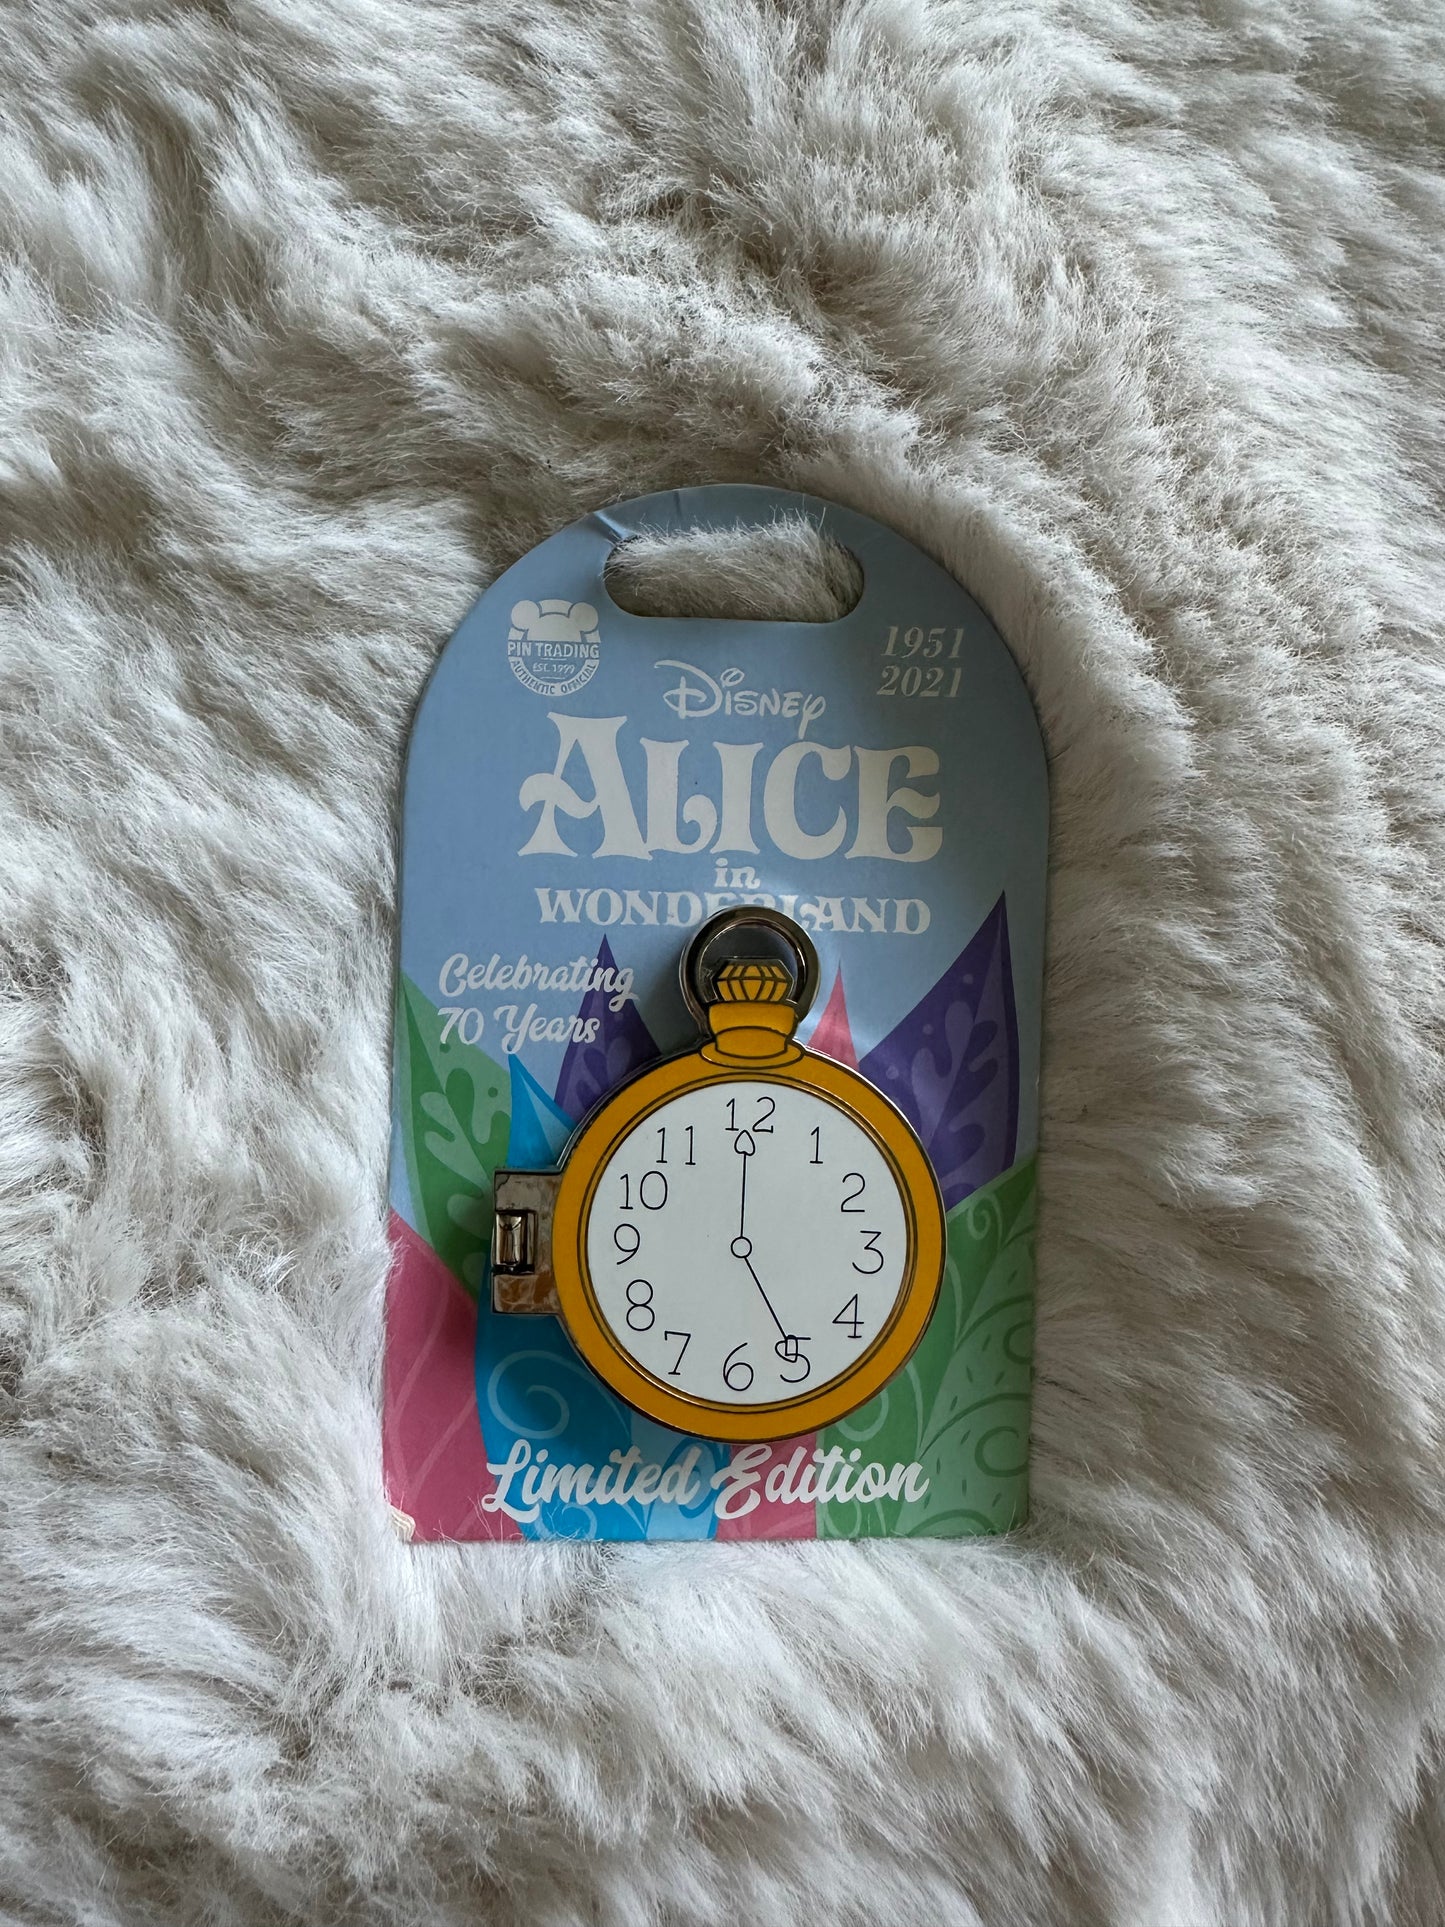 PIN TRADING
EST. 1999
AUTHENTIC OFFICIAL
1951
2021
Disney
ALICE
in
WONDERLAND
Celebrating
70 Years
12
11 1
10 2
9 3
8 4
7 6 5
Limited Edition